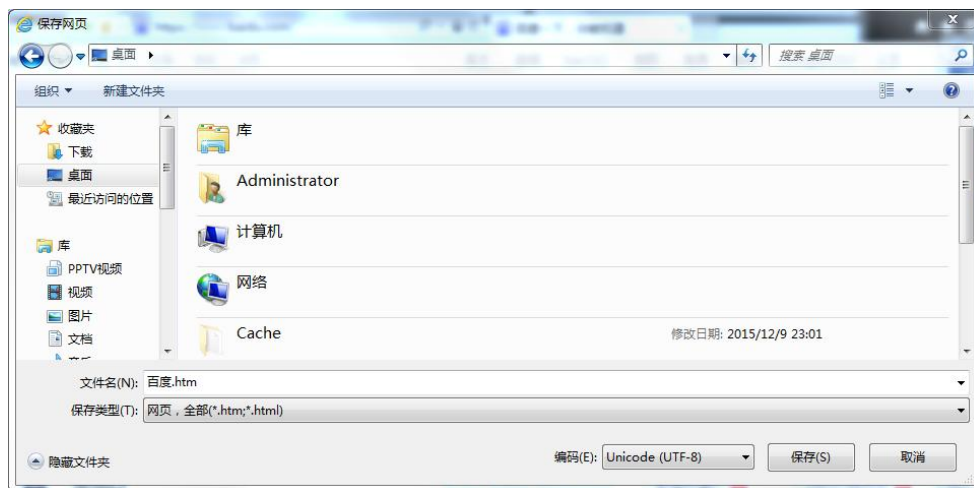 保存网页
桌面
搜索 桌面
组织
新建文件夹
收藏夹
下载
桌面
最近访问的位置
库
PPTV视频
视频
图片
文档
库
Administrator
计算机
网络
Cache
修改日期: 2015/12/9 23:01
文件名(N): 百度.htm
保存类型(T): 网页，全部(*.htm;*.html)
隐藏文件夹
编码(E): Unicode (UTF-8)
保存(S)
取消